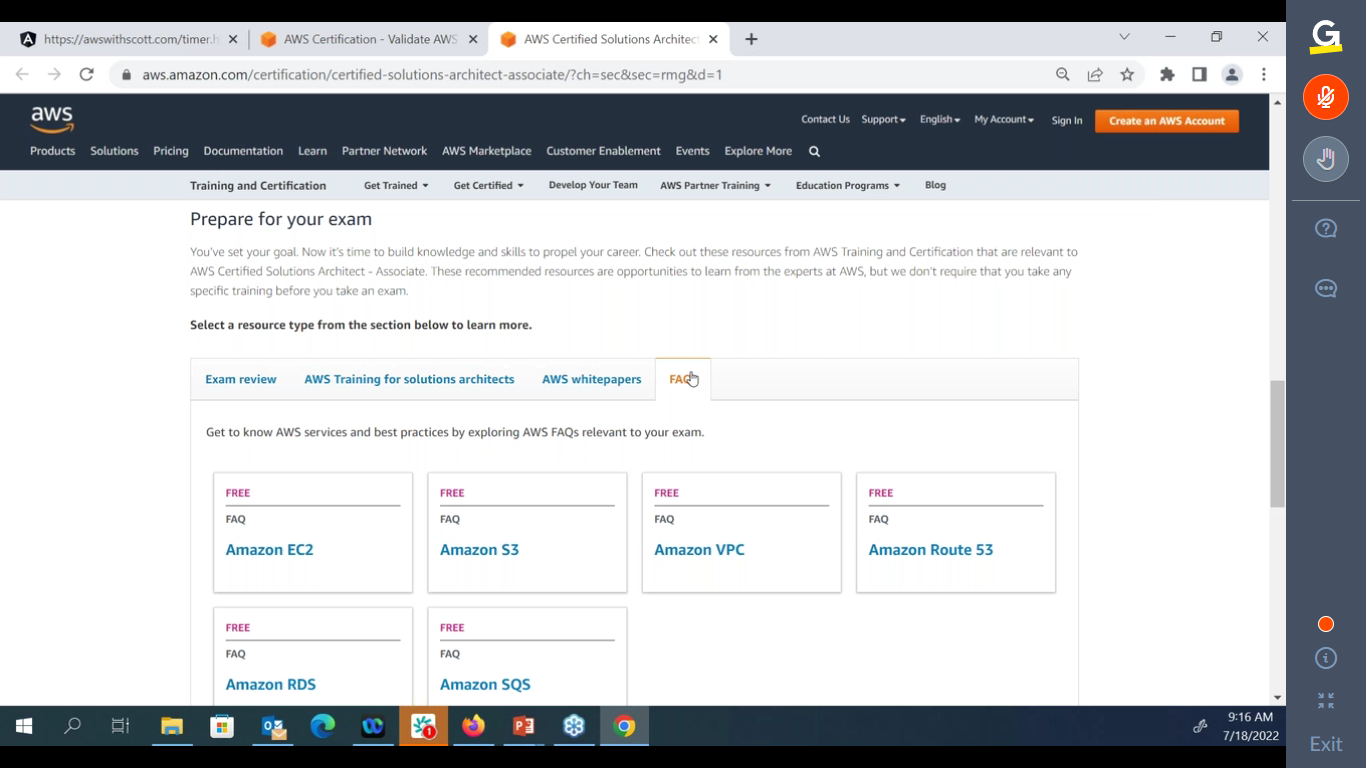 https://awswithscott.com/timer.h
AWS Certification - Validate AWS
AWS Certified Solutions Architect
aws.amazon.com/certification/certified-solutions-architect-associate/?ch=sec&sec=rmg&d=1
aws
Contact Us Support English My Account Sign In Create an AWS Account
Products Solutions Pricing Documentation Learn Partner Network AWS Marketplace Customer Enablement Events Explore More
Training and Certification Get Trained Get Certified Develop Your Team AWS Partner Training Education Programs Blog
Prepare for your exam
You've set your goal. Now it's time to build knowledge and skills to propel your career. Check out these resources from AWS Training and Certification that are relevant to
AWS Certified Solutions Architect - Associate. These recommended resources are opportunities to learn from the experts at AWS, but we don't require that you take any
specific training before you take an exam.
Select a resource type from the section below to learn more.
Exam review AWS Training for solutions architects AWS whitepapers FAQ
Get to know AWS services and best practices by exploring AWS FAQs relevant to your exam.
FREE FREE FREE FREE
FAQ FAQ FAQ FAQ
Amazon EC2 Amazon S3 Amazon VPC Amazon Route 53
FREE FREE
FAQ FAQ
Amazon RDS Amazon SQS
9:16 AM
7/18/2022
Exit